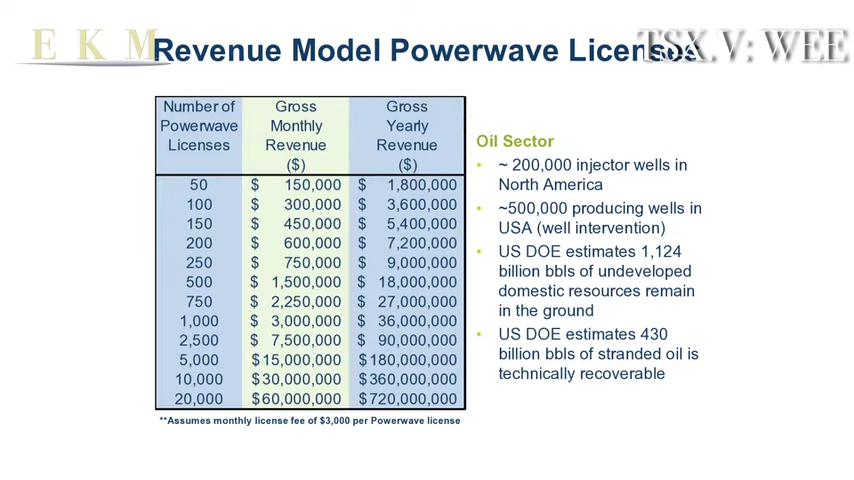 E K M
Revenue Model Powerwave Licenses
TSX.V: WEE
Number of Powerwave Licenses | Gross Monthly Revenue ($) | Gross Yearly Revenue ($)
50 $ 150,000 $ 1,800,000
100 $ 300,000 $ 3,600,000
150 $ 450,000 $ 5,400,000
200 $ 600,000 $ 7,200,000
250 $ 750,000 $ 9,000,000
500 $ 1,500,000 $ 18,000,000
750 $ 2,250,000 $ 27,000,000
1,000 $ 3,000,000 $ 36,000,000
2,500 $ 7,500,000 $ 90,000,000
5,000 $15,000,000 $180,000,000
10,000 $30,000,000 $360,000,000
20,000 $60,000,000 $720,000,000
**Assumes monthly license fee of $3,000 per Powerwave license
Oil Sector
• ~ 200,000 injector wells in
North America
• ~500,000 producing wells in
USA (well intervention)
• US DOE estimates 1,124
billion bbls of undeveloped
domestic resources remain
in the ground
• US DOE estimates 430
billion bbls of stranded oil is
technically recoverable